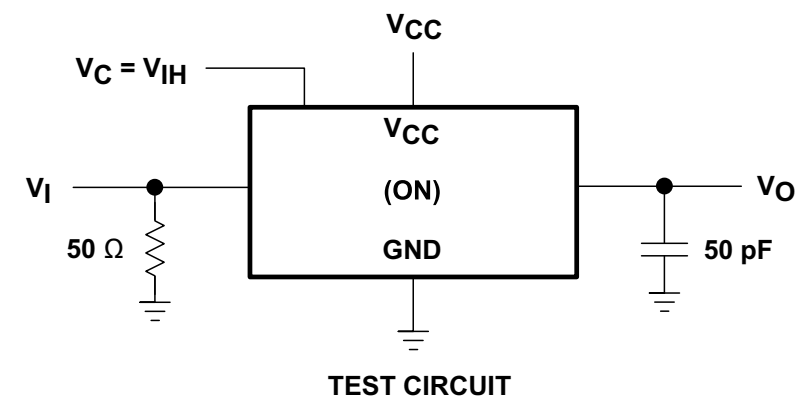 VCC
VC = VIH
VCC
VI
(ON)
VO
50 Ω
GND
50 pF
TEST CIRCUIT